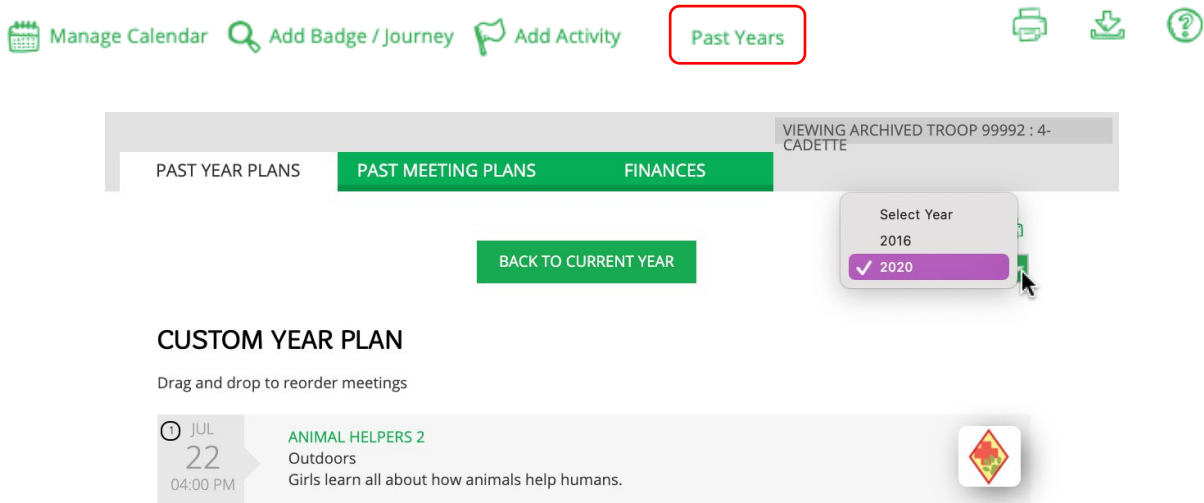 Manage Calendar Add Badge / Journey Add Activity Past Years
VIEWING ARCHIVED TROOP 99992 : 4-
CADETTE
PAST YEAR PLANS PAST MEETING PLANS FINANCES
Select Year
2016
2020
BACK TO CURRENT YEAR
CUSTOM YEAR PLAN
Drag and drop to reorder meetings
1 JUL
22
04:00 PM
ANIMAL HELPERS 2
Outdoors
Girls learn all about how animals help humans.